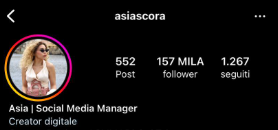 asiascora
552 157 MILA 1.267
Post follower seguiti
Asia | Social Media Manager
Creator digitale